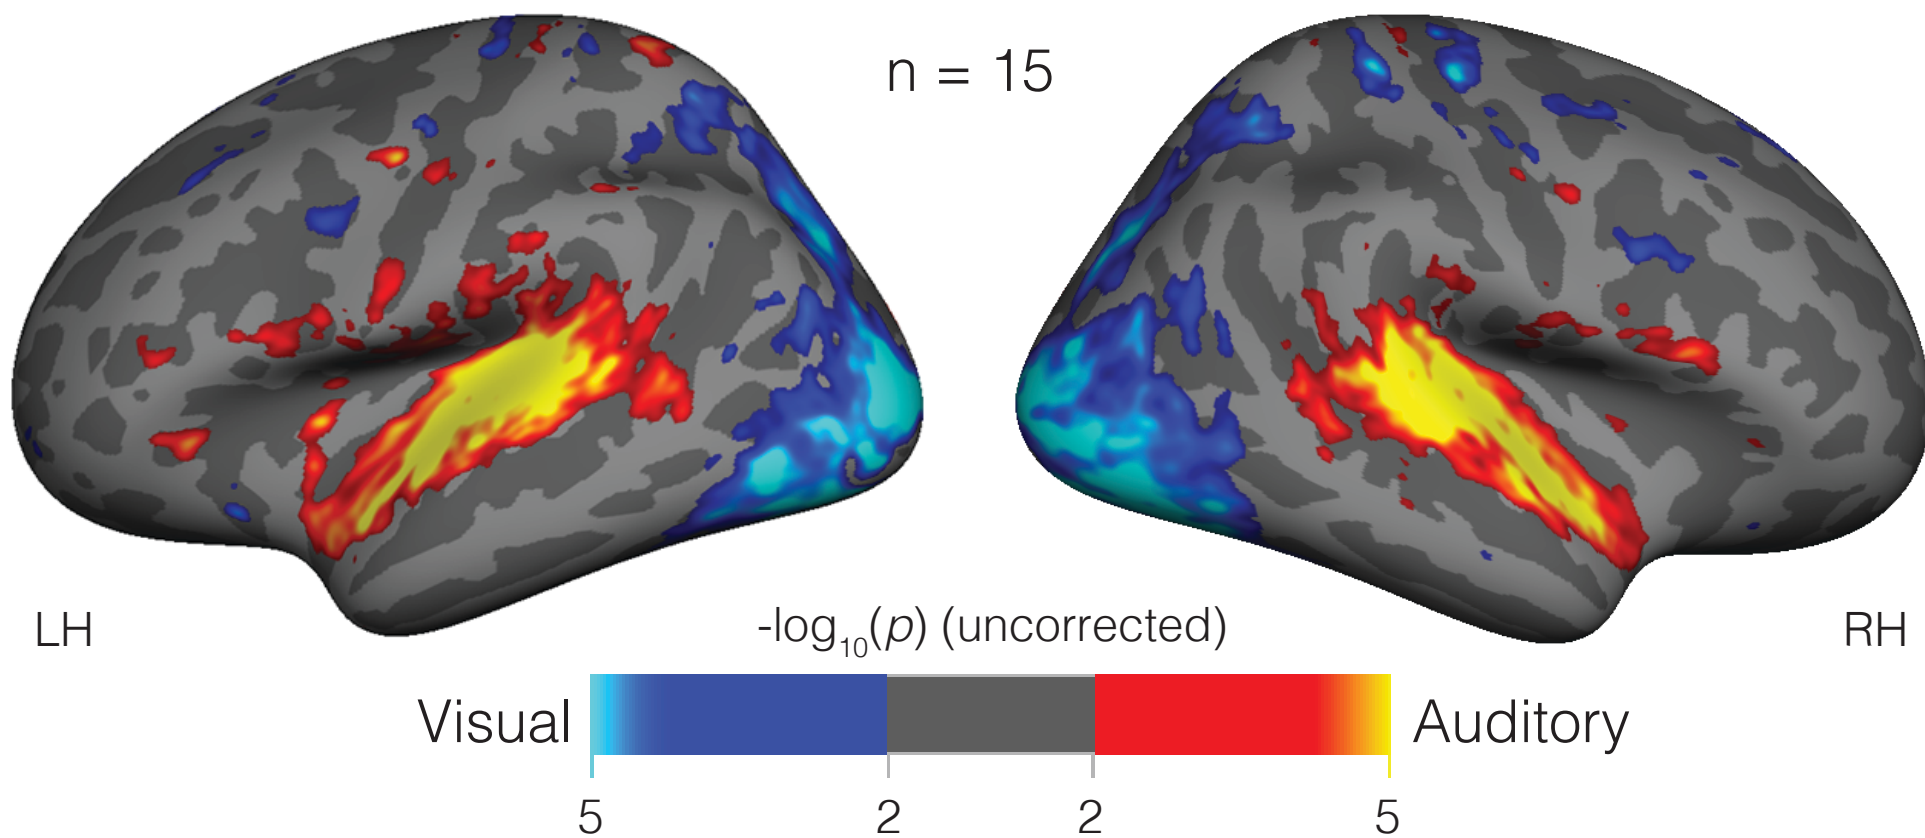 n = 15
LH
RH
-log₁₀(p) (uncorrected)
Visual
Auditory
5 2 2 5